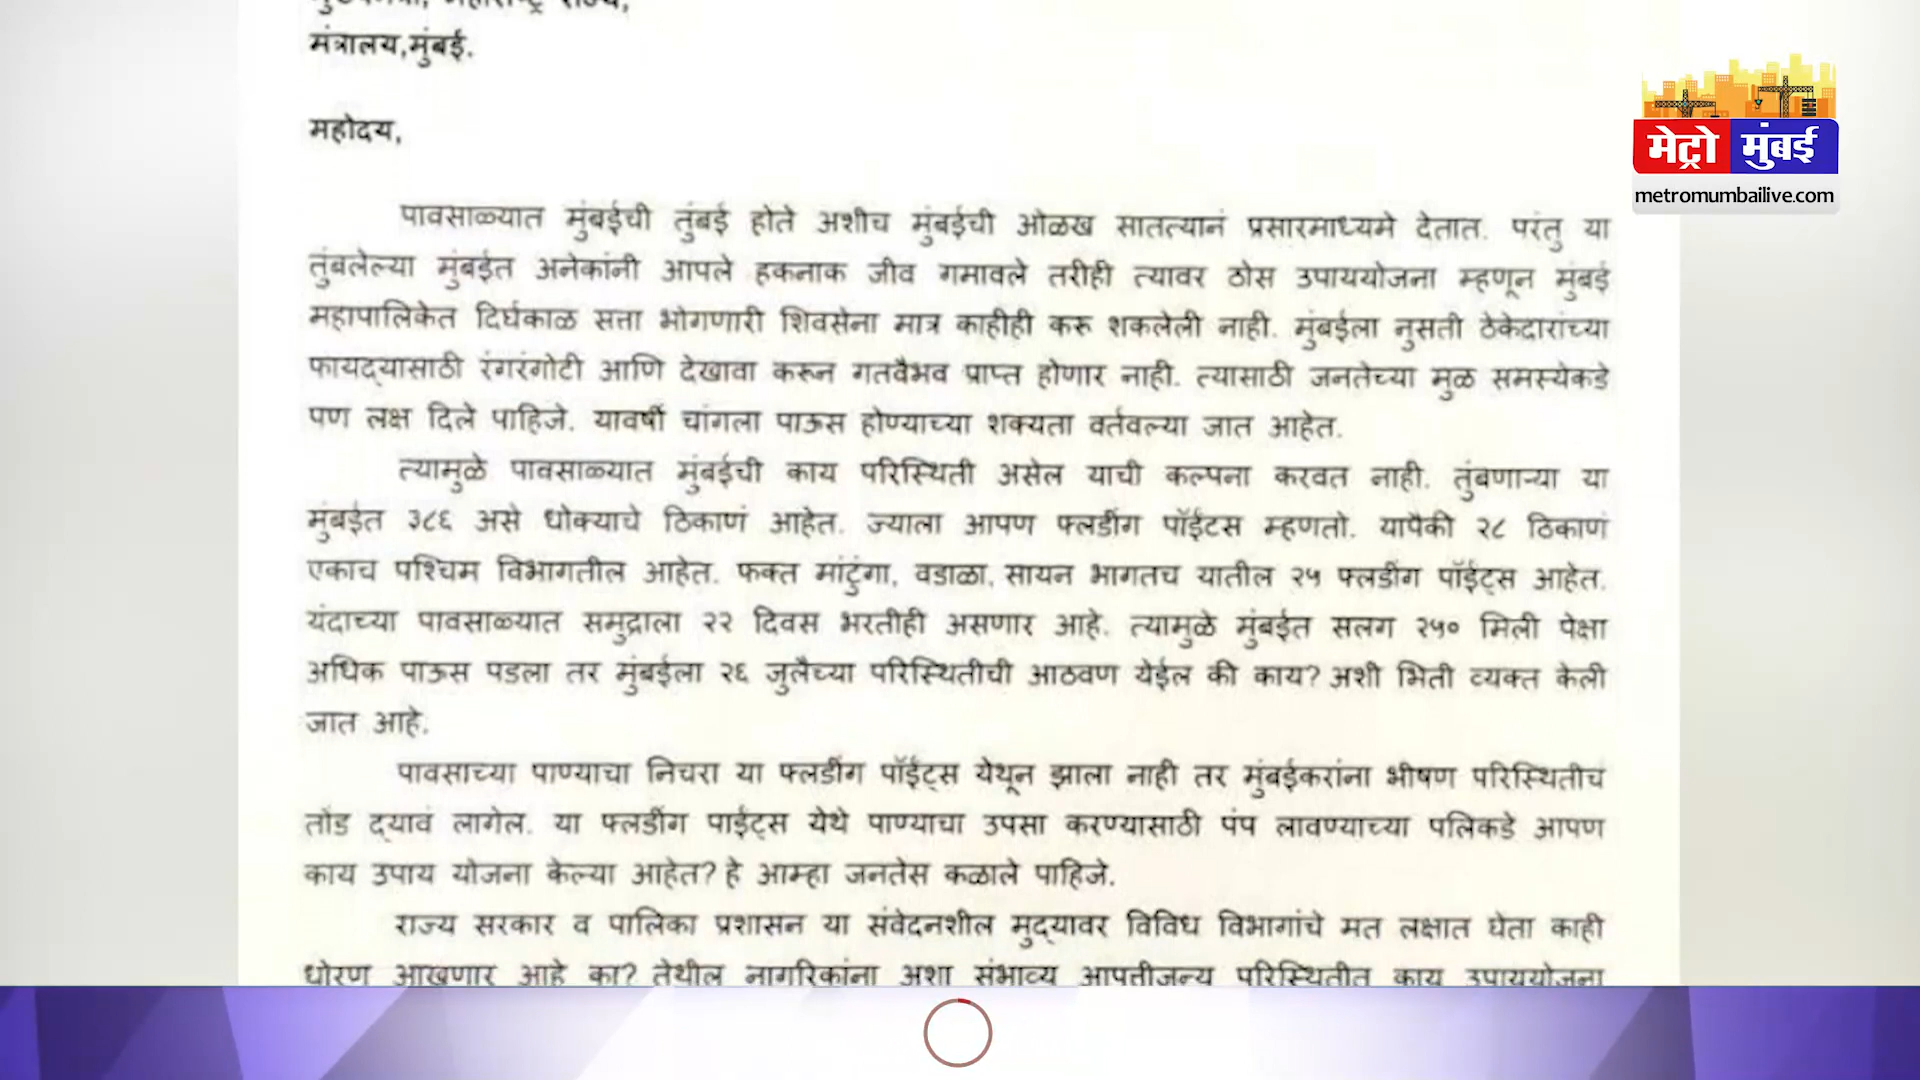 मंत्रालय,मुंबई.
महोदय,
पावसाळ्यात मुंबईची तुंबई होते अशीच मुंबईची ओळख सातत्यानं प्रसारमाध्यमे देतात. परंतु या
तुंबलेल्या मुंबईत अनेकांनी आपले हकनाक जीव गमावले तरीही त्यावर ठोस उपाययोजना म्हणून मुंबई
महापालिकेत दिर्घकाळ सत्ता भोगणारी शिवसेना मात्र काहीही करू शकलेली नाही. मुंबईला नुसती ठेकेदारांच्या
फायद्यासाठी रंगरंगोटी आणि देखावा करून गतवैभव प्राप्त होणार नाही. त्यासाठी जनतेच्या मुळ समस्येकडे
पण लक्ष दिले पाहिजे. यावर्षी चांगला पाऊस होण्याच्या शक्यता वर्तवल्या जात आहेत.
त्यामुळे पावसाळ्यात मुंबईची काय परिस्थिती असेल याची कल्पना करवत नाही. तुंबणाऱ्या या
मुंबईत ३८६ असे धोक्याचे ठिकाणं आहेत. ज्याला आपण फ्लडींग पॉईंटस म्हणतो. यापैकी २८ ठिकाणं
एकाच पश्चिम विभागतील आहेत. फक्त मांटुंगा, वडाळा, सायन भागतच यातील २५ फ्लडींग पॉईंट्स आहेत.
यंदाच्या पावसाळ्यात समुद्राला २२ दिवस भरतीही असणार आहे. त्यामुळे मुंबईत सलग २५० मिली पेक्षा
अधिक पाऊस पडला तर मुंबईला २६ जुलैच्या परिस्थितीची आठवण येईल की काय? अशी भिती व्यक्त केली
जात आहे.
पावसाच्या पाण्याचा निचरा या फ्लडींग पॉईंट्स येथून झाला नाही तर मुंबईकरांना भीषण परिस्थितीचं
तोंड द्यावं लागेल. या फ्लडींग पाईंट्स येथे पाण्याचा उपसा करण्यासाठी पंप लावण्याच्या पलिकडे आपण
काय उपाय योजना केल्या आहेत? हे आम्हा जनतेस कळाले पाहिजे.
राज्य सरकार व पालिका प्रशासन या संवेदनशील मुद्यावर विविध विभागांचे मत लक्षात घेता काही
धोरण आखणार आहे का? तेथील नागरिकांना अशा संभाव्य आपत्तीजन्य परिस्थितीत काय उपाययोजना
मेट्रो मुंबई
metromumbailive.com